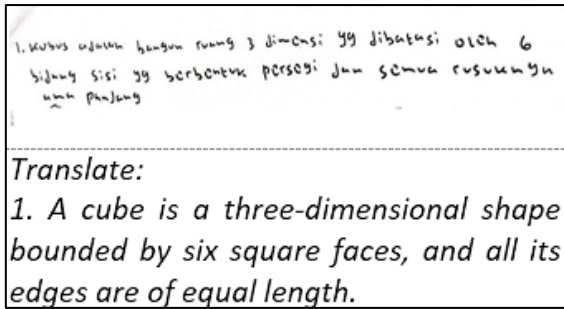 1. Kubus adalah bangun ruang 3 dimensi yg dibatasi oleh 6
bidang sisi yg berbentuk persegi dan semua rusuknya
ama panjang
Translate:
1. A cube is a three-dimensional shape
bounded by six square faces, and all its
edges are of equal length.